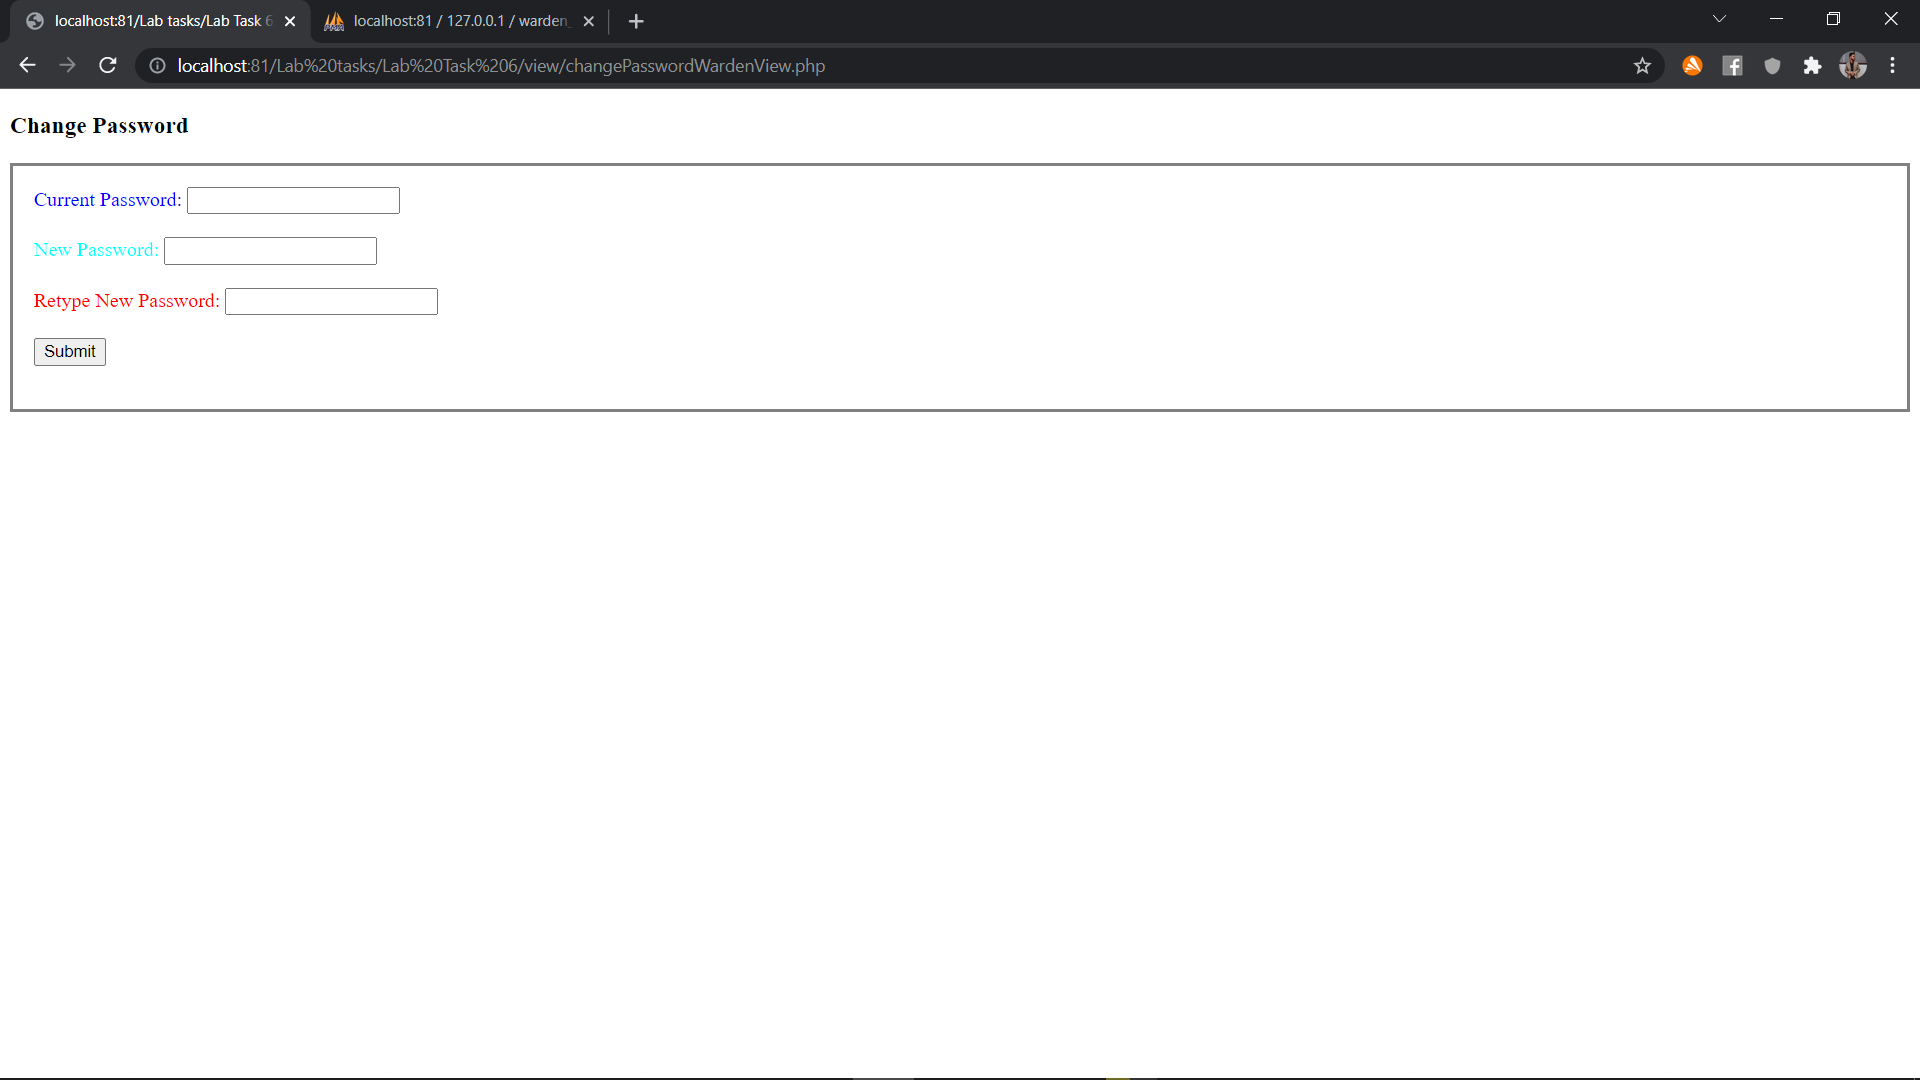 localhost:81/Lab tasks/Lab Task 6
localhost:81 / 127.0.0.1 / warden_
localhost:81/Lab%20tasks/Lab%20Task%206/view/changePasswordWardenView.php
Change Password
Current Password:
New Password:
Retype New Password:
Submit